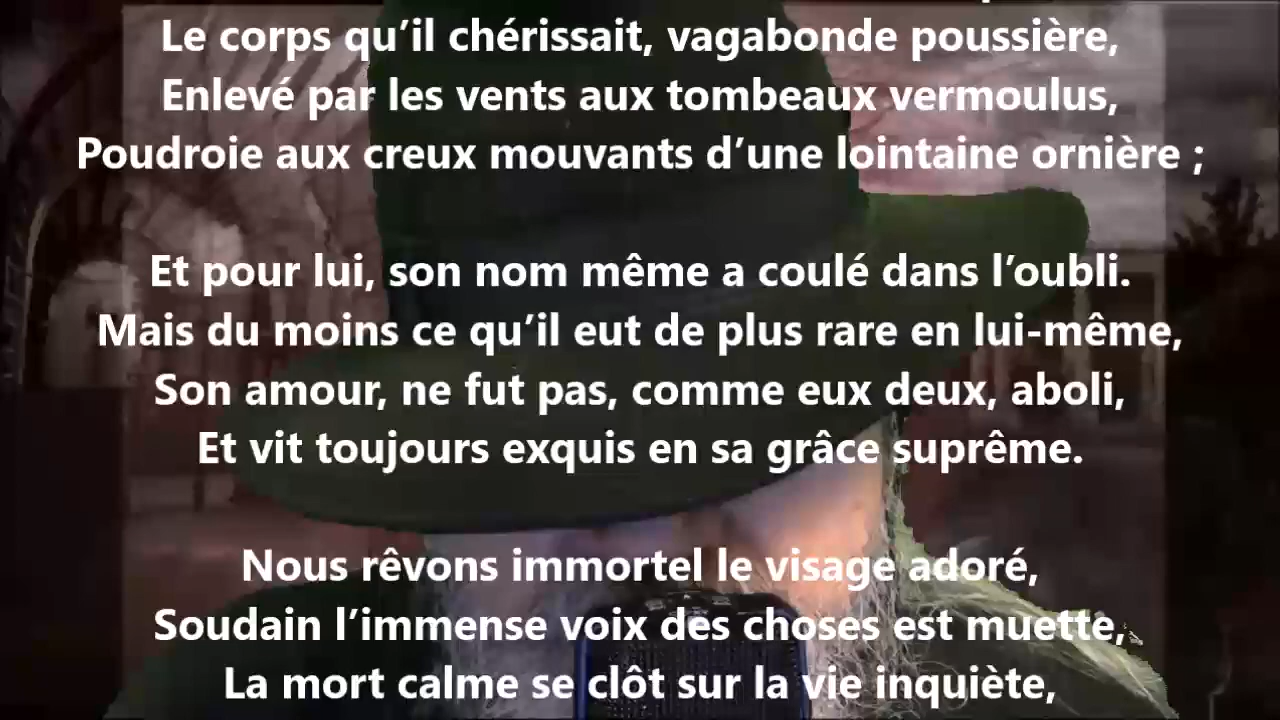 Le corps qu’il chérissait, vagabonde poussière,
Enlevé par les vents aux tombeaux vermoulus,
Poudroie aux creux mouvants d’une lointaine ornière ;
Et pour lui, son nom même a coulé dans l’oubli.
Mais du moins ce qu’il eut de plus rare en lui-même,
Son amour, ne fut pas, comme eux deux, aboli,
Et vit toujours exquis en sa grâce suprême.
Nous rêvons immortel le visage adoré,
Soudain l’immense voix des choses est muette,
La mort calme se clôt sur la vie inquiète,